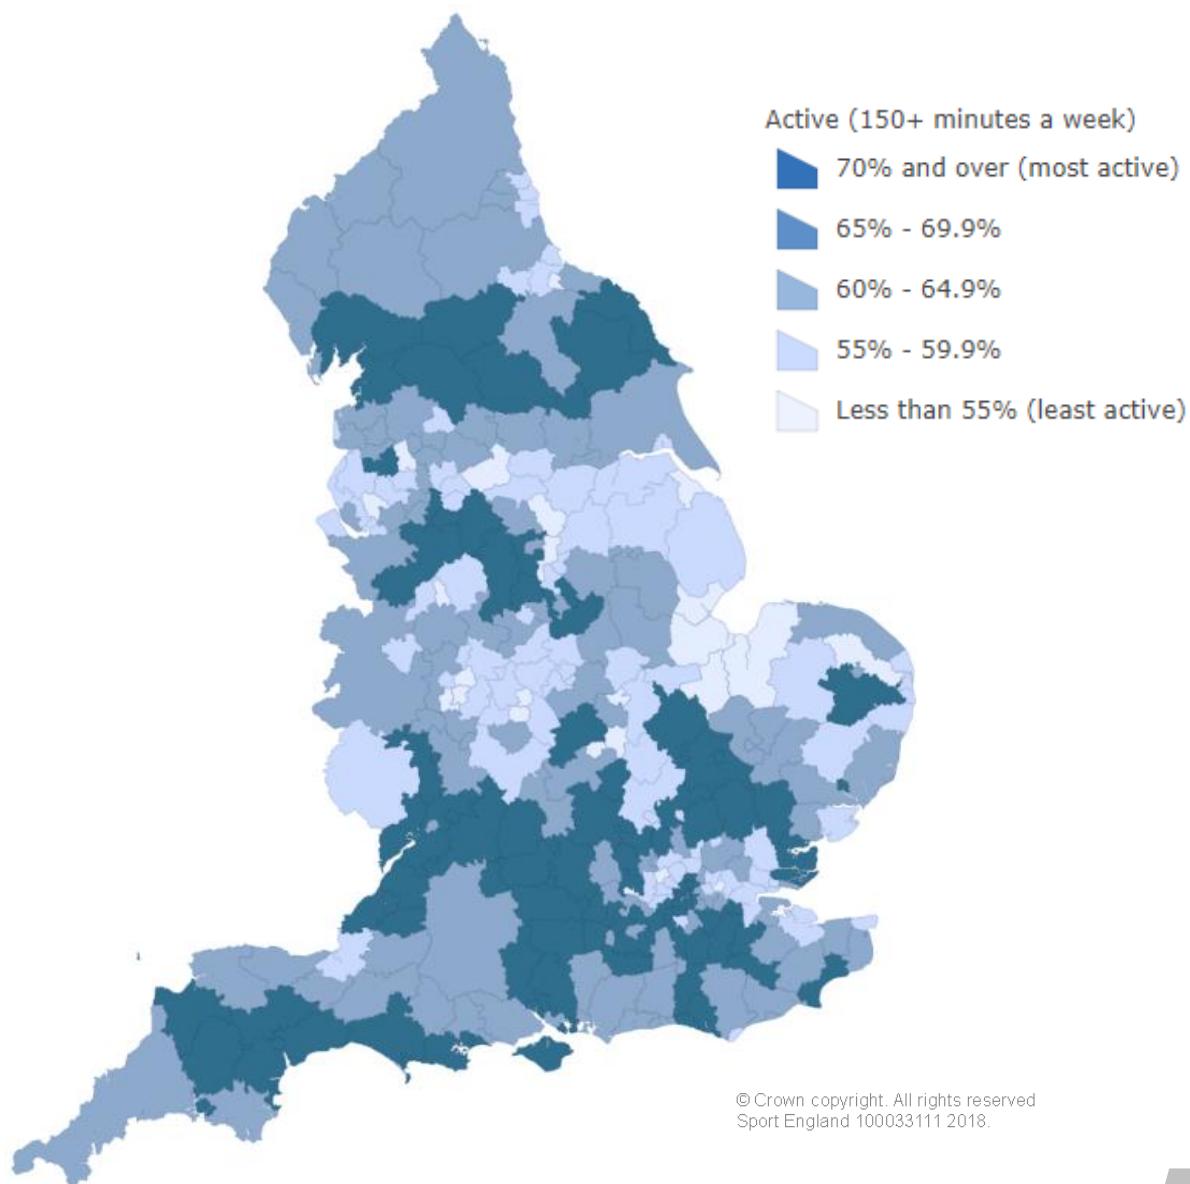 Active (150+ minutes a week)
70% and over (most active)
65% - 69.9%
60% - 64.9%
55% - 59.9%
Less than 55% (least active)
© Crown copyright. All rights reserved
Sport England 100033111 2018.